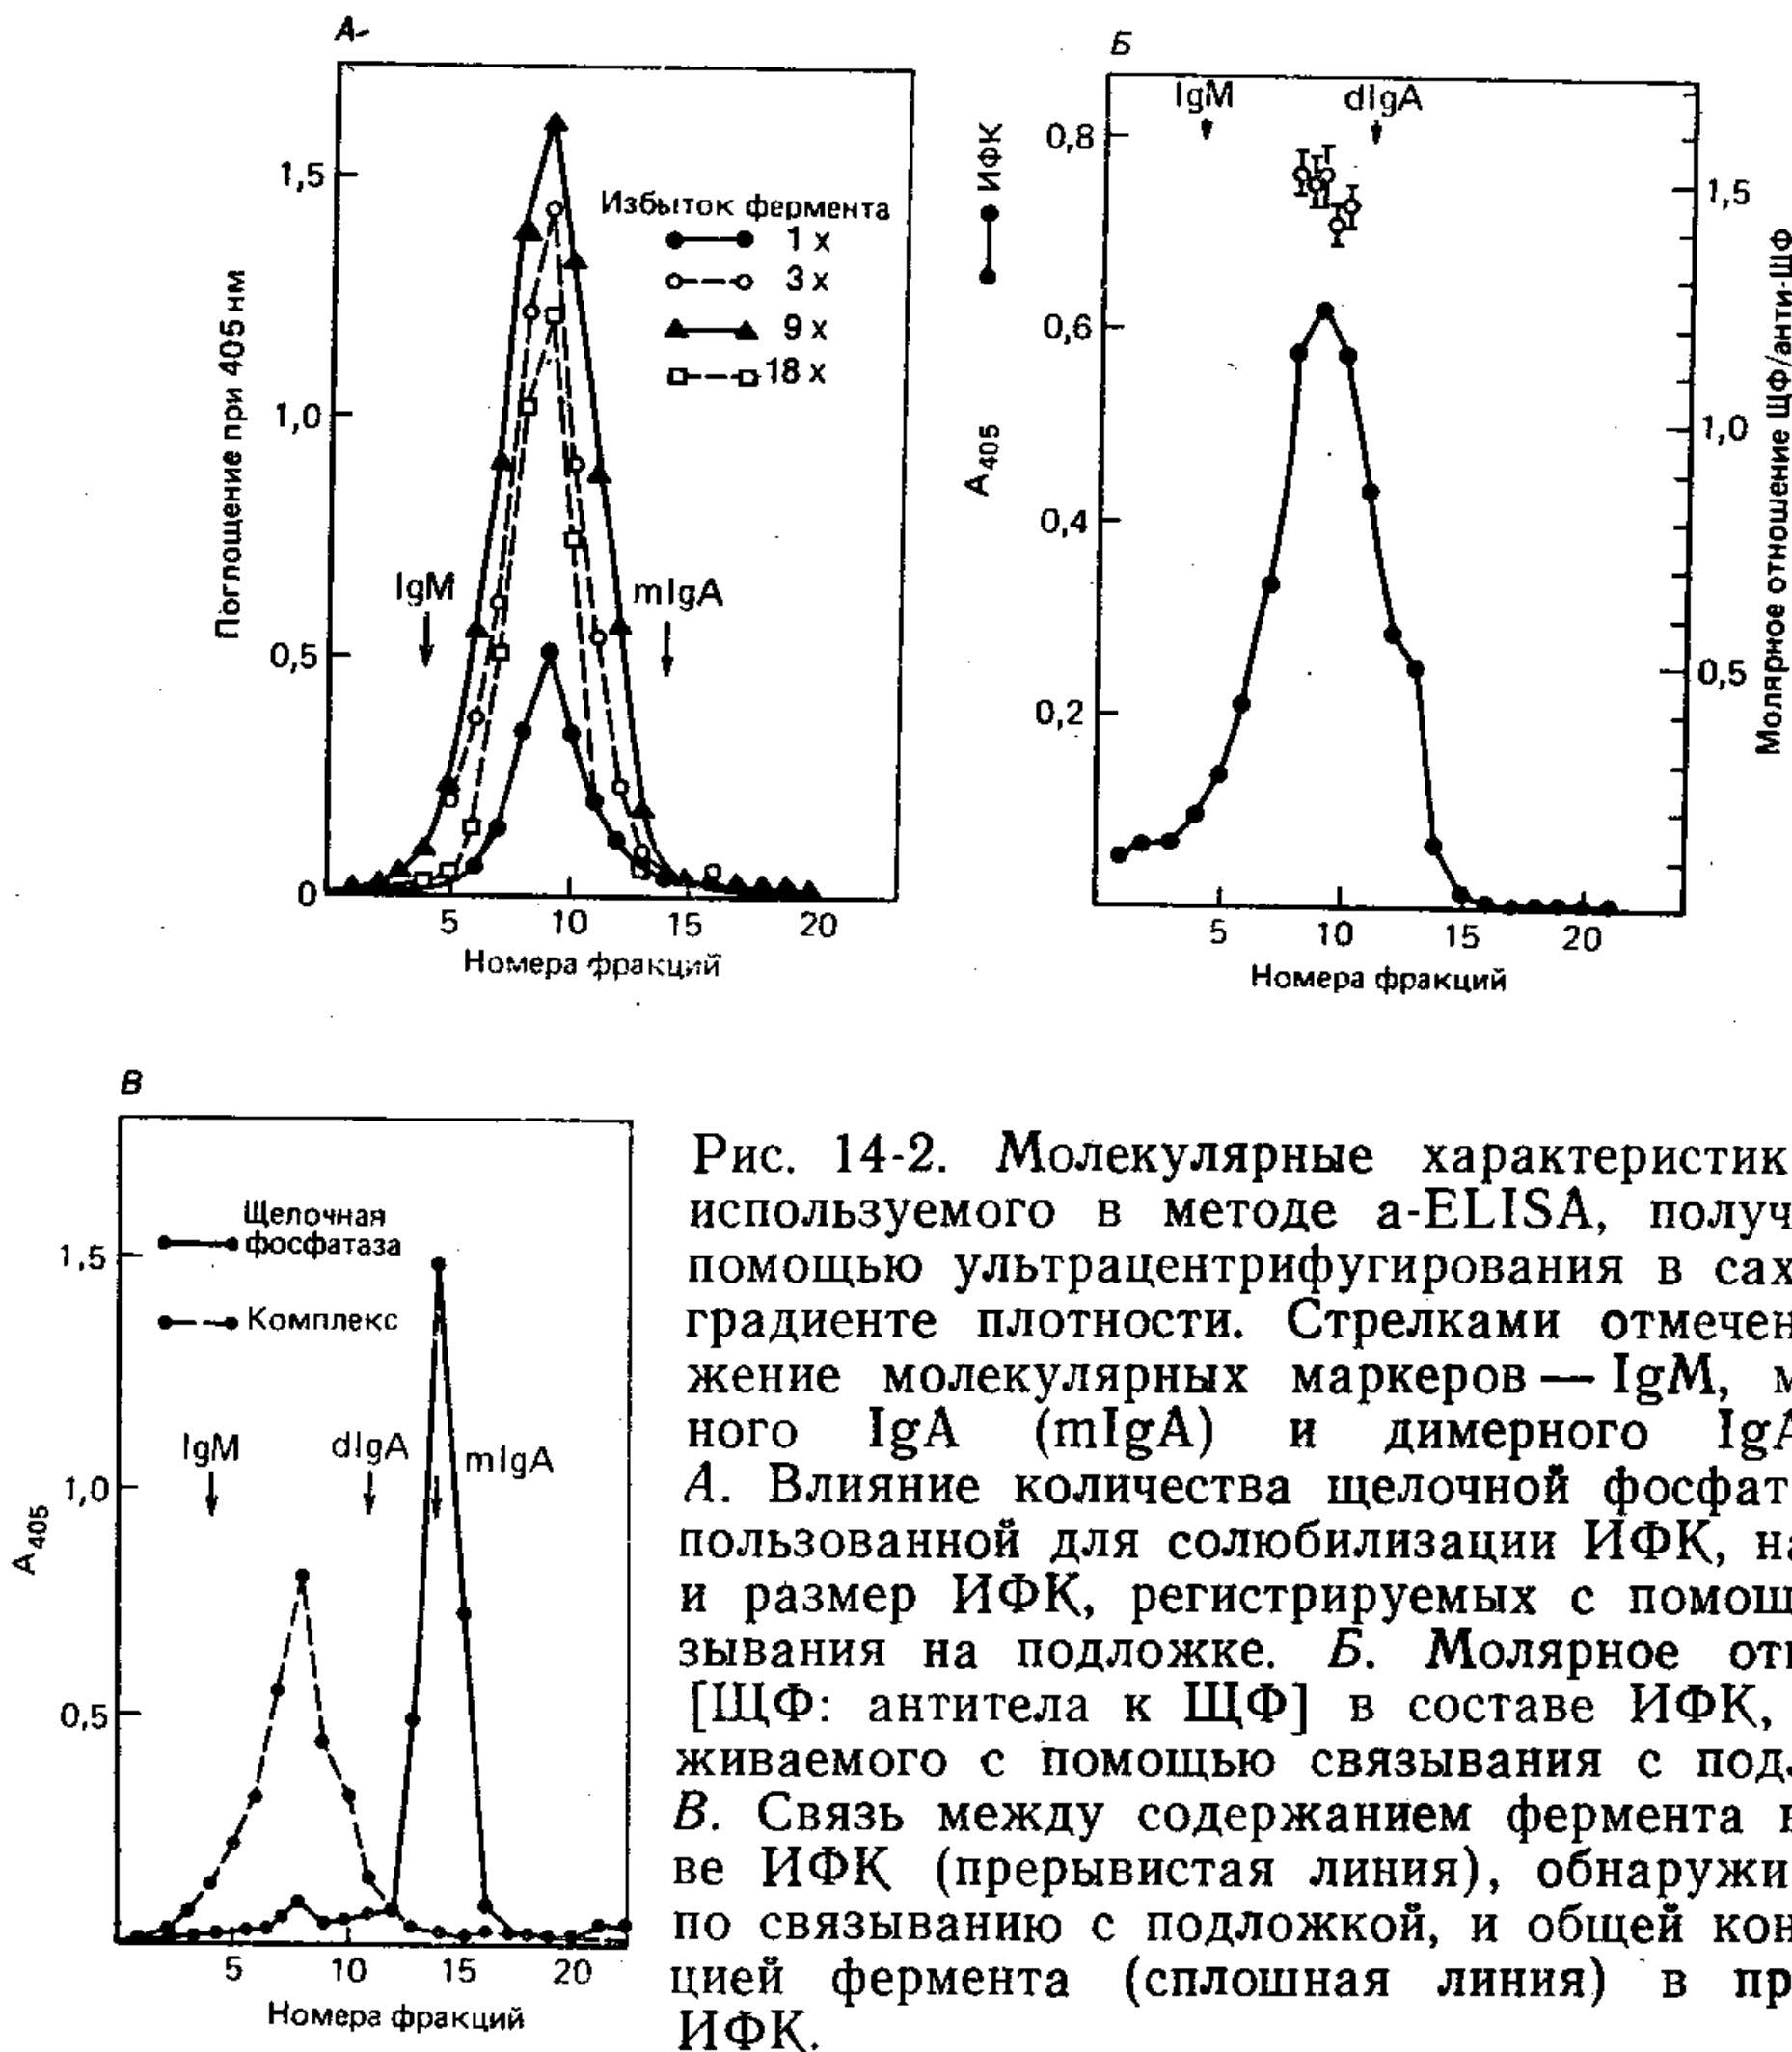 А
1,5
1,0
0,5
0
Поглощение при 405 нм
Избыток фермента
1 x
3 x
9 x
18 x
IgM
mIgA
5 10 15 20
Номера фракций
Б
ИФК
A405
0,8
0,6
0,4
0,2
IgM dIgA
1,5
1,0
0,5
Молярное отношение ЩФ/анти-ЩФ
5 10 15 20
Номера фракций
В
A405
1,5
1,0
0,5
Щелочная
фосфатаза
Комплекс
IgM dIgA mIgA
5 10 15 20
Номера фракций
Рис. 14-2. Молекулярные характеристик
используемого в методе a-ELISA, получ
помощью ультрацентрифугирования в сах
градиенте плотности. Стрелками отмечен
жение молекулярных маркеров — IgM, м
ного IgA (mIgA) и димерного IgA
А. Влияние количества щелочной фосфат
пользованной для солюбилизации ИФК, на
и размер ИФК, регистрируемых с помощ
зывания на подложке. Б. Молярное отн
[ЩФ: антитела к ЩФ] в составе ИФК,
живаемого с помощью связывания с подл
В. Связь между содержанием фермента в
ве ИФК (прерывистая линия), обнаружи
по связыванию с подложкой, и общей кон
цией фермента (сплошная линия) в пр
ИФК.